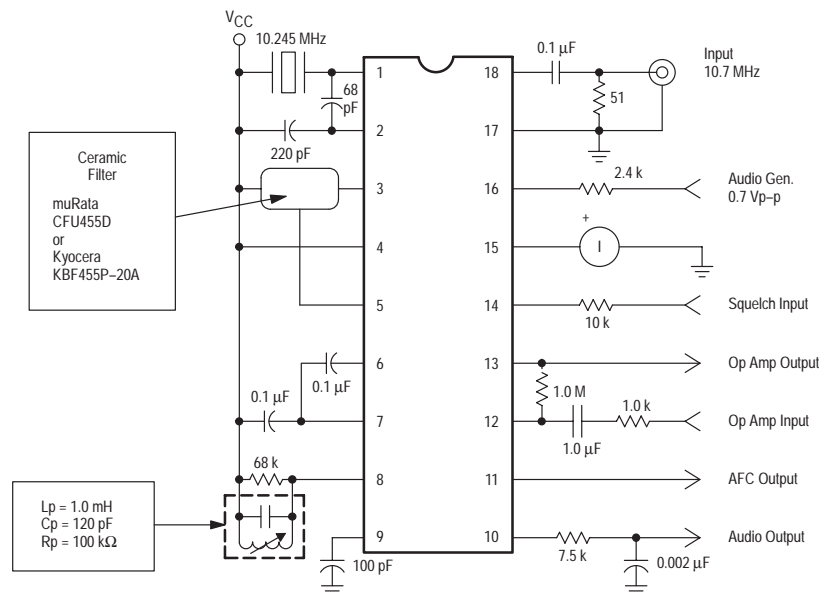 VCC
10.245 MHz
68
pF
220 pF
Ceramic
Filter
muRata
CFU455D
or
Kyocera
KBF455P–20A
0.1 µF
0.1 µF
68 k
Lp = 1.0 mH
Cp = 120 pF
Rp = 100 kΩ
100 pF
1
2
3
4
5
6
7
8
9
18
17
16
15
14
13
12
11
10
0.1 µF
Input
10.7 MHz
51
2.4 k
Audio Gen.
0.7 Vp–p
+
I
10 k
Squelch Input
Op Amp Output
1.0 M
1.0 k
1.0 µF
Op Amp Input
AFC Output
7.5 k
0.002 µF
Audio Output